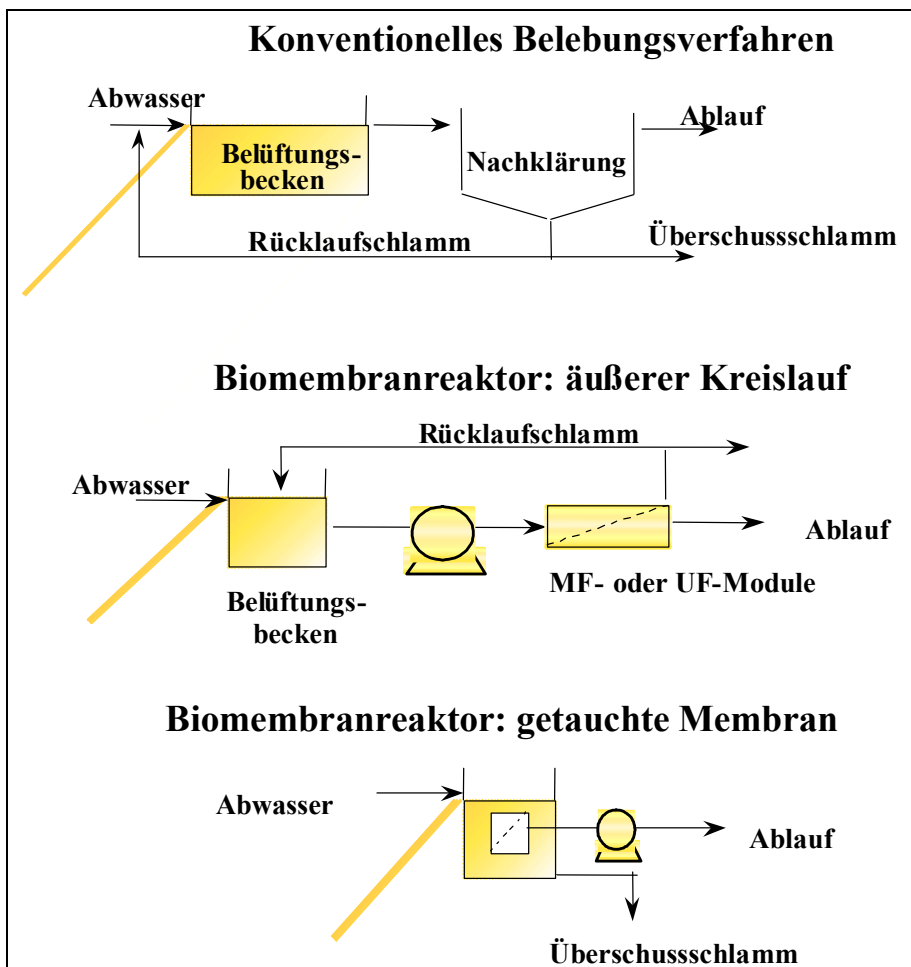 Konventionelles Belebungsverfahren
Abwasser
Ablauf
Belüftungs-
becken
Nachklärung
Rücklaufschlamm
Überschussschlamm
Biomembranreaktor: äußerer Kreislauf
Rücklaufschlamm
Abwasser
Ablauf
MF- oder UF-Module
Belüftungs-
becken
Biomembranreaktor: getauchte Membran
Abwasser
Ablauf
Überschussschlamm